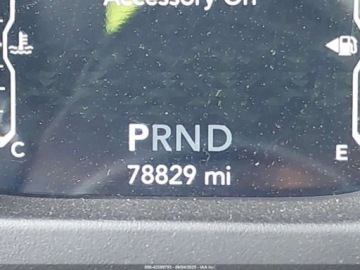 Accessory On
PRND
C
E
78829 mi